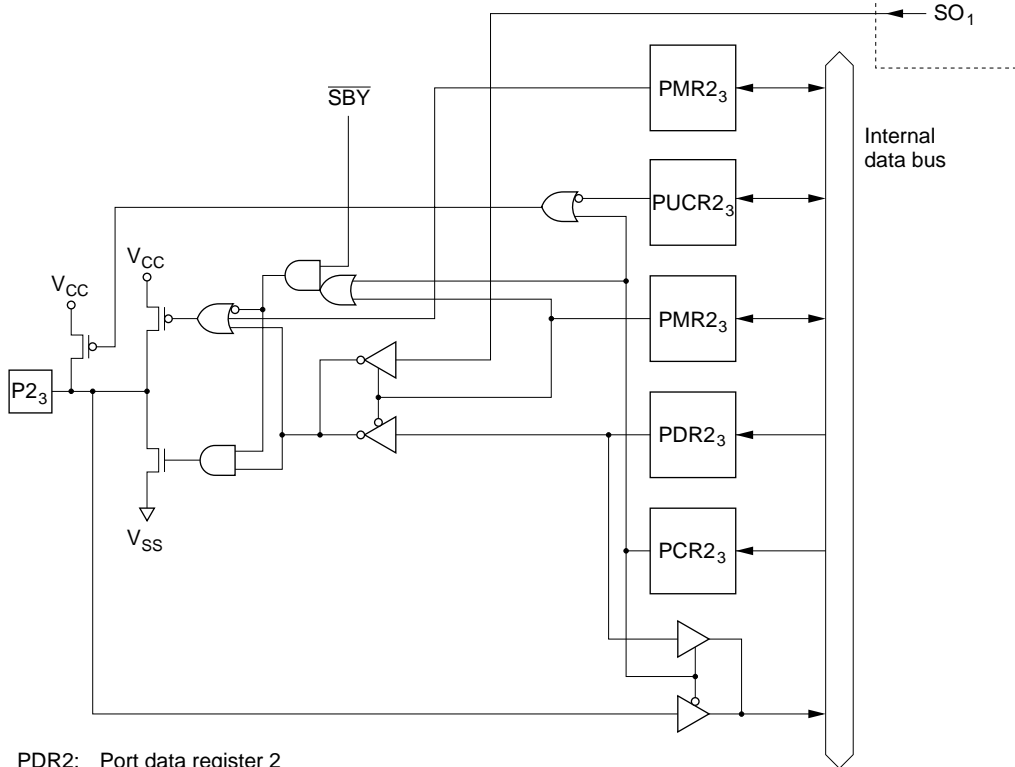 SO1
SBY
PMR23
Internal
data bus
PUCR23
VCC
VCC
PMR23
P23
PDR23
VSS
PCR23
PDR2: Port data register 2